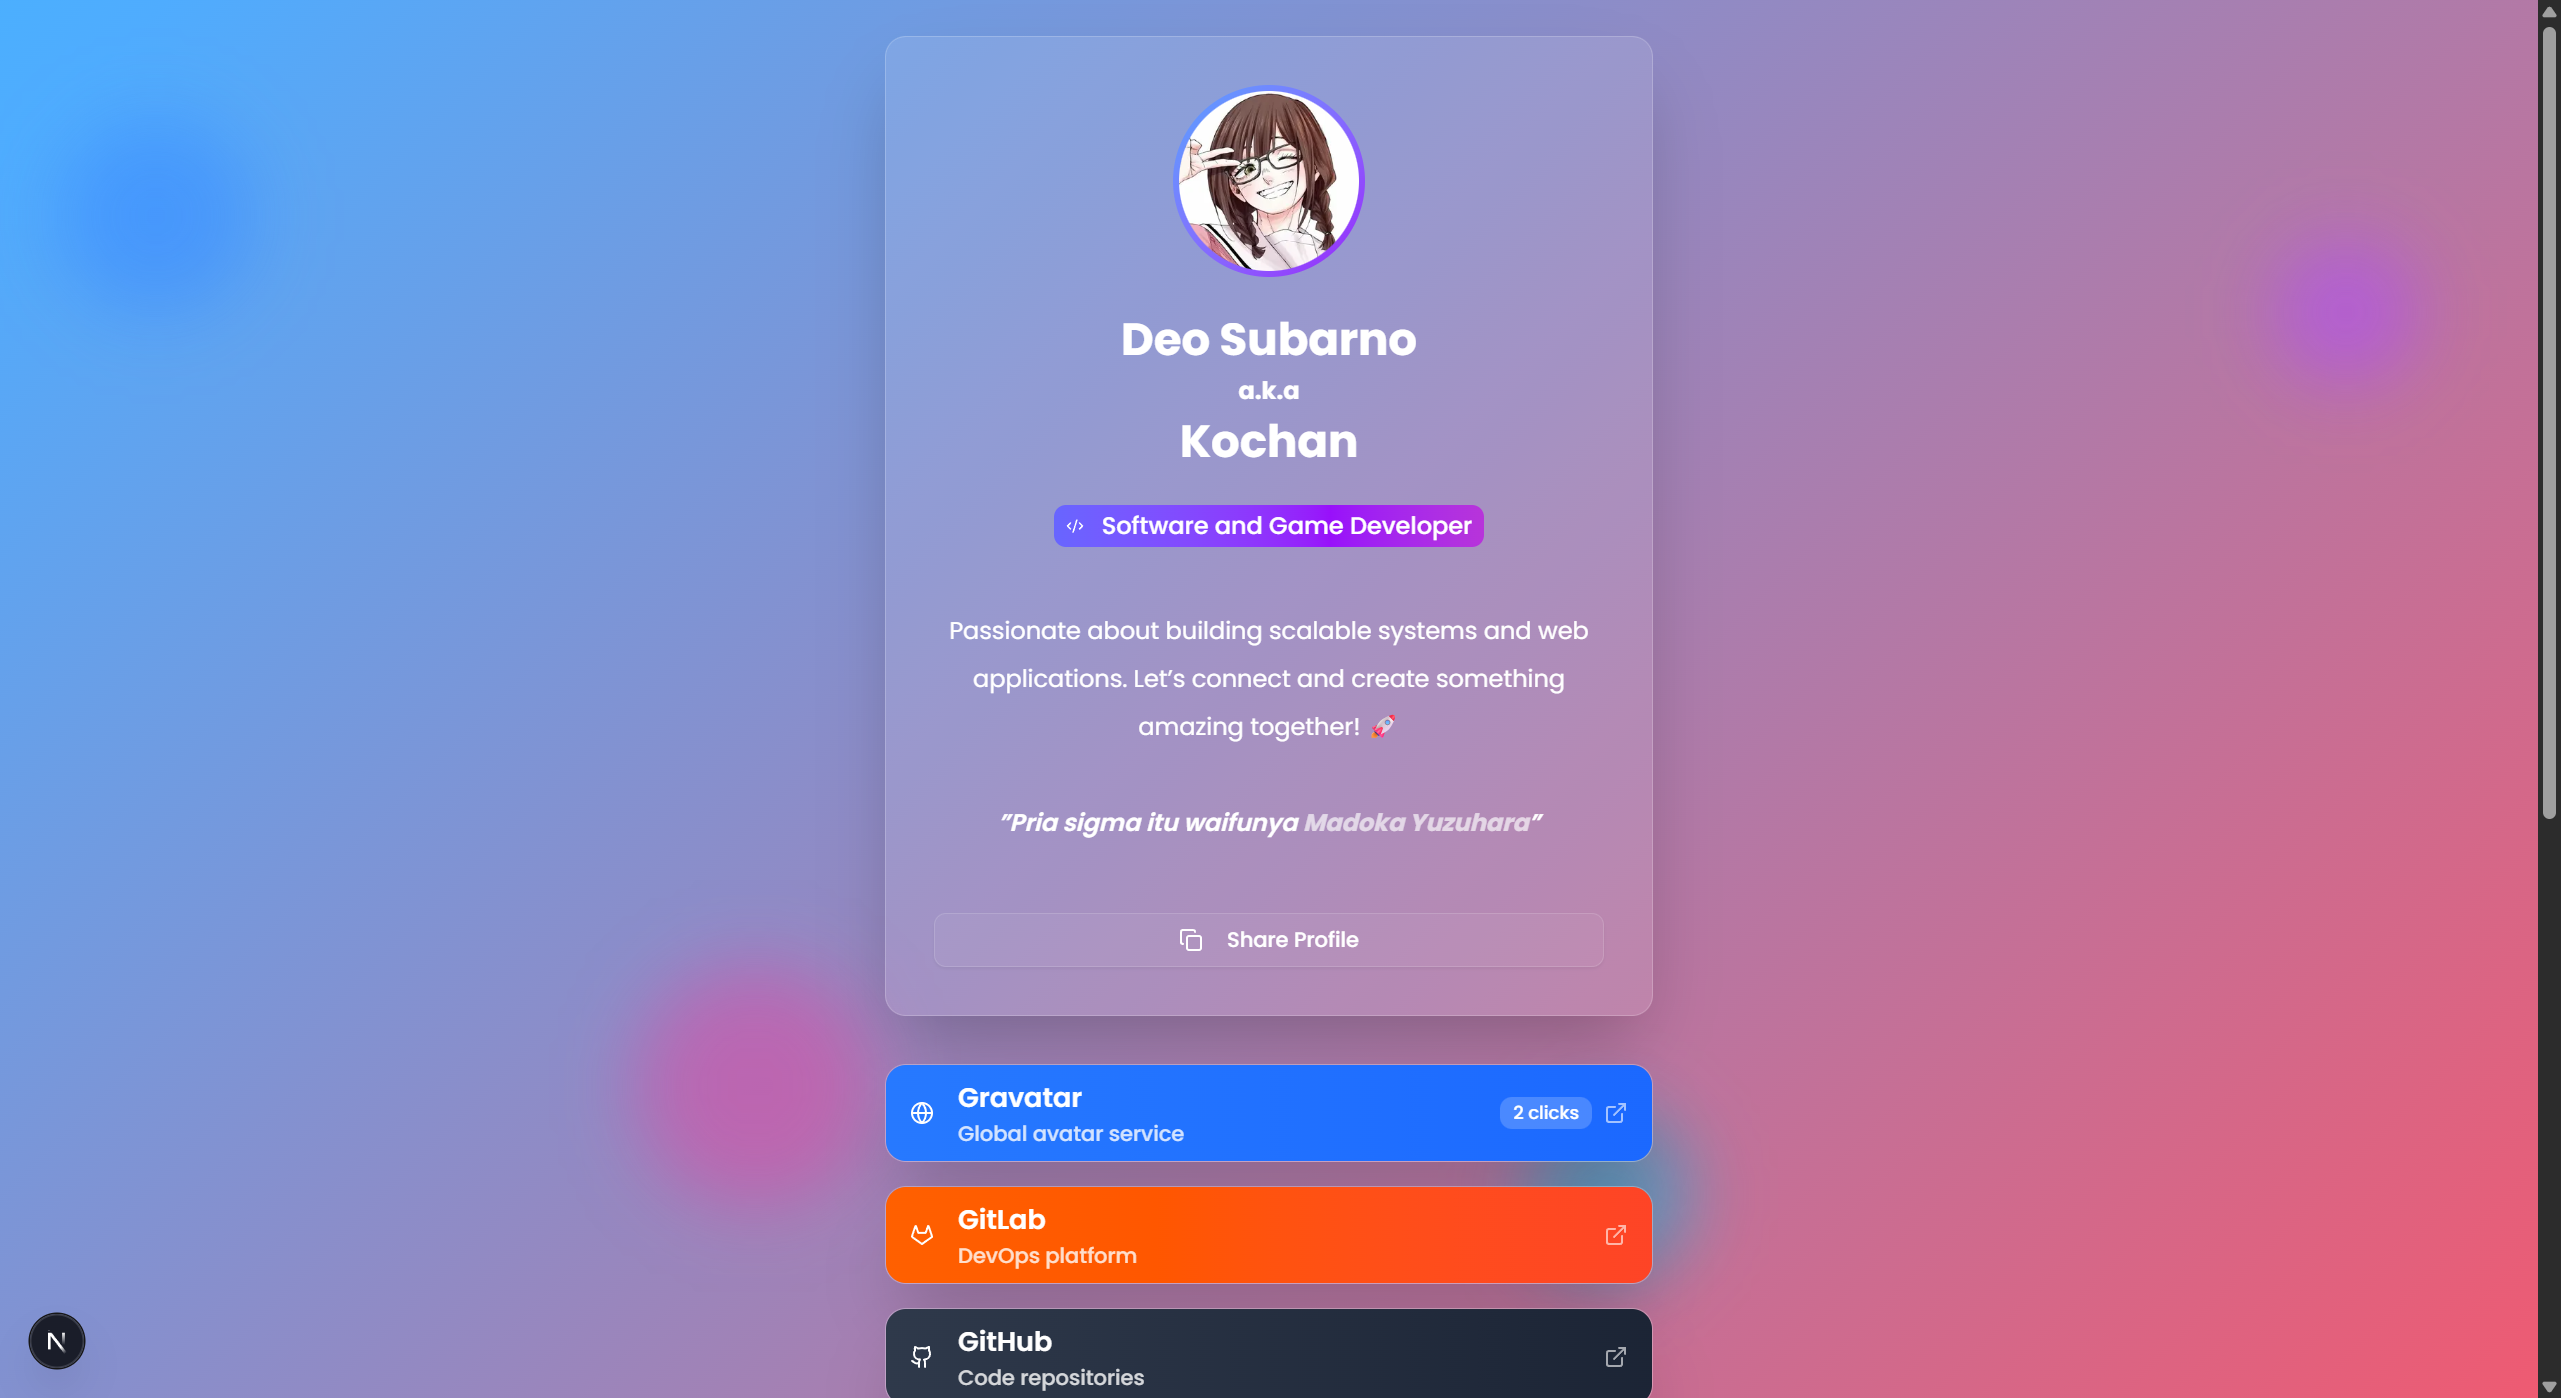 Deo Subarno
a.k.a
Kochan
Software and Game Developer
Passionate about building scalable systems and web
applications. Let’s connect and create something
amazing together! 🚀
"Pria sigma itu waifunya Madoka Yuzuhara"
Share Profile
Gravatar
Global avatar service
2 clicks
GitLab
DevOps platform
GitHub
Code repositories
N